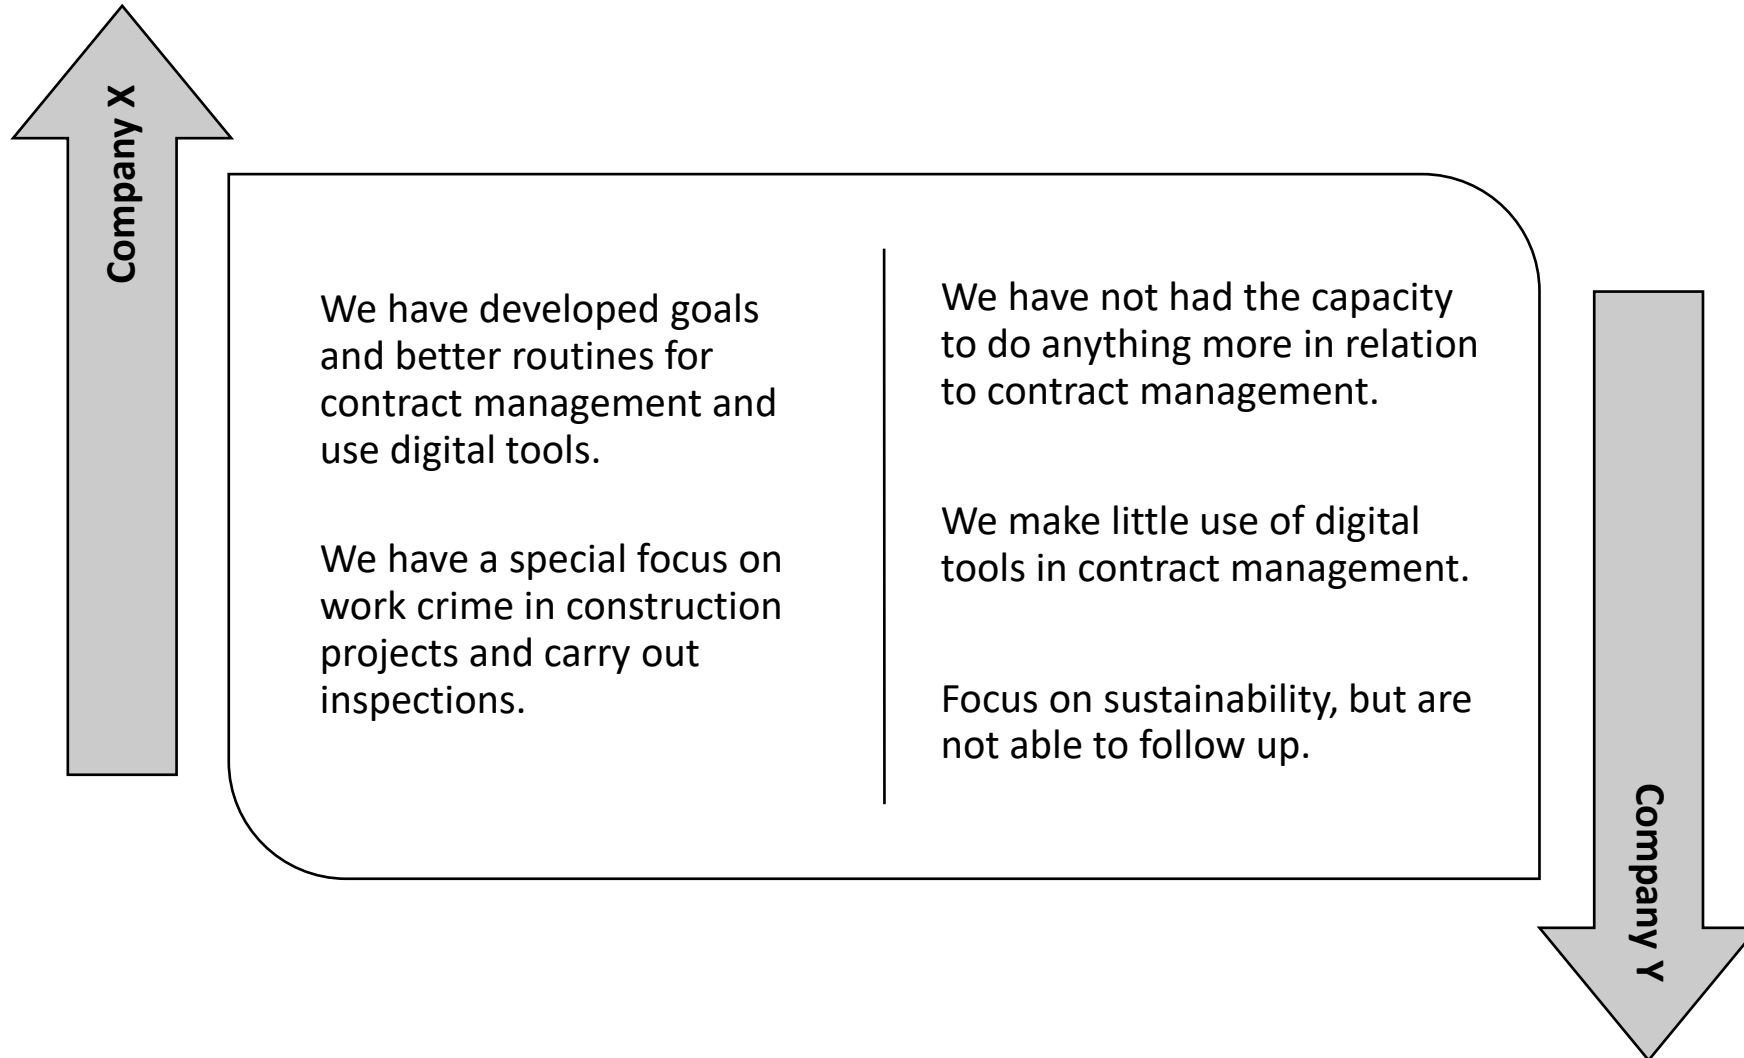 Company X
We have developed goals
and better routines for
contract management and
use digital tools.
We have a special focus on
work crime in construction
projects and carry out
inspections.
We have not had the capacity
to do anything more in relation
to contract management.
We make little use of digital
tools in contract management.
Focus on sustainability, but are
not able to follow up.
Company Y